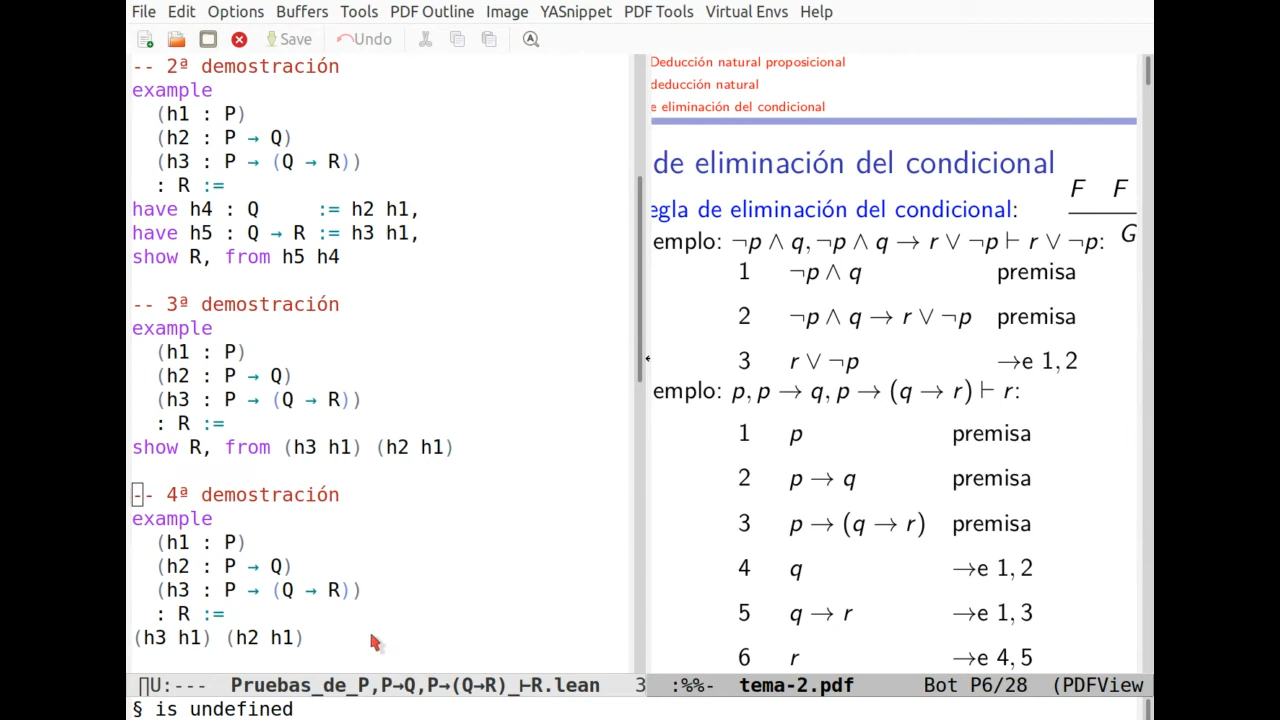 File Edit Options Buffers Tools PDF Outline Image YASnippet PDF Tools Virtual Envs Help
Save Undo
-- 2ª demostración
example
(h1 : P)
(h2 : P → Q)
(h3 : P → (Q → R))
: R :=
have h4 : Q := h2 h1,
have h5 : Q → R := h3 h1,
show R, from h5 h4
-- 3ª demostración
example
(h1 : P)
(h2 : P → Q)
(h3 : P → (Q → R))
: R :=
show R, from (h3 h1) (h2 h1)
-- 4ª demostración
example
(h1 : P)
(h2 : P → Q)
(h3 : P → (Q → R))
: R :=
(h3 h1) (h2 h1)
∏U:--- Pruebas_de_P,P→Q,P→(Q→R)_⊢R.lean 3
§ is undefined
Deducción natural proposicional
deducción natural
e eliminación del condicional
de eliminación del condicional
egla de eliminación del condicional: F F
G
emplo: ¬p ∧ q, ¬p ∧ q → r ∨ ¬p ⊢ r ∨ ¬p:
1 ¬p ∧ q premisa
2 ¬p ∧ q → r ∨ ¬p premisa
3 r ∨ ¬p →e 1, 2
emplo: p, p → q, p → (q → r) ⊢ r:
1 p premisa
2 p → q premisa
3 p → (q → r) premisa
4 q →e 1, 2
5 q → r →e 1, 3
6 r →e 4, 5
:%%- tema-2.pdf Bot P6/28 (PDFView